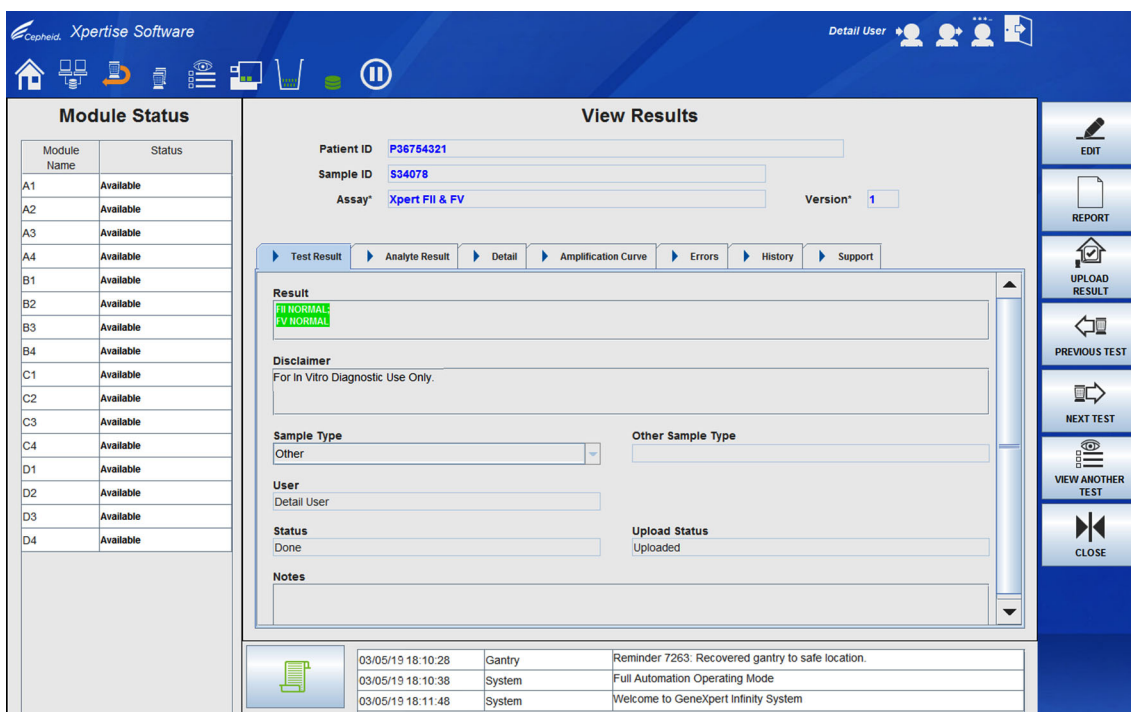 Cepheid. Xpertise Software
Detail User
Module Status
Module Name Status
A1 Available
A2 Available
A3 Available
A4 Available
B1 Available
B2 Available
B3 Available
B4 Available
C1 Available
C2 Available
C3 Available
C4 Available
D1 Available
D2 Available
D3 Available
D4 Available
View Results
Patient ID P36754321
Sample ID S34078
Assay* Xpert FII & FV Version* 1
Test Result Analyte Result Detail Amplification Curve Errors History Support
Result
FII NORMAL;
FV NORMAL
Disclaimer
For In Vitro Diagnostic Use Only.
Sample Type Other Sample Type
Other
User
Detail User
Status Upload Status
Done Uploaded
Notes
03/05/19 18:10:28 Gantry Reminder 7263: Recovered gantry to safe location.
03/05/19 18:10:38 System Full Automation Operating Mode
03/05/19 18:11:48 System Welcome to GeneXpert Infinity System
EDIT
REPORT
UPLOAD
RESULT
PREVIOUS TEST
NEXT TEST
VIEW ANOTHER
TEST
CLOSE